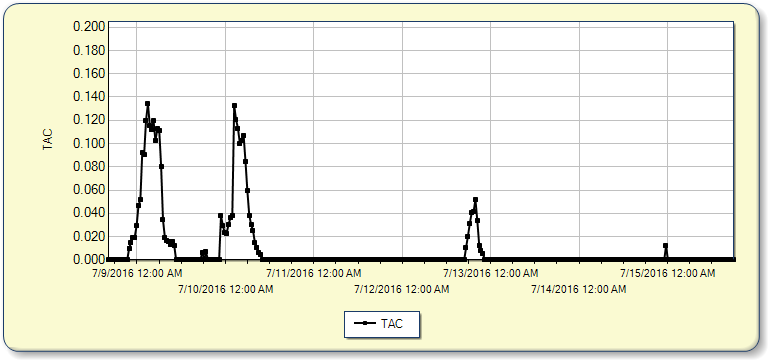 0.200
0.180
0.160
0.140
0.120
0.100
0.080
0.060
0.040
0.020
0.000
TAC
7/9/2016 12:00 AM
7/11/2016 12:00 AM
7/13/2016 12:00 AM
7/15/2016 12:00 AM
7/10/2016 12:00 AM
7/12/2016 12:00 AM
7/14/2016 12:00 AM
TAC